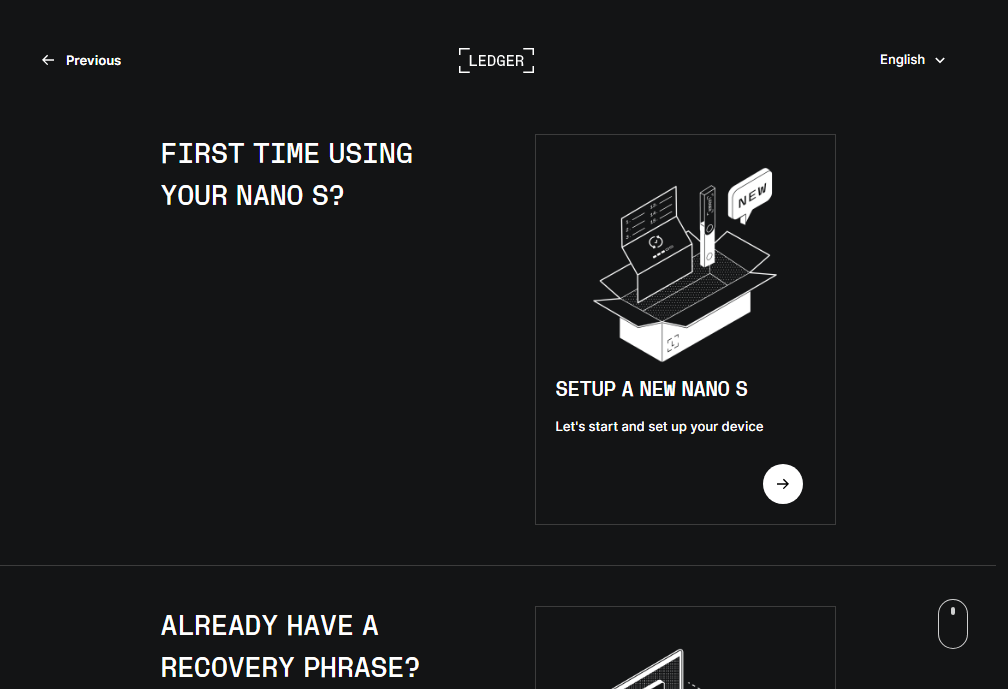 Previous
LEDGER
English
FIRST TIME USING
YOUR NANO S?
NEW
SETUP A NEW NANO S
Let's start and set up your device
ALREADY HAVE A
RECOVERY PHRASE?